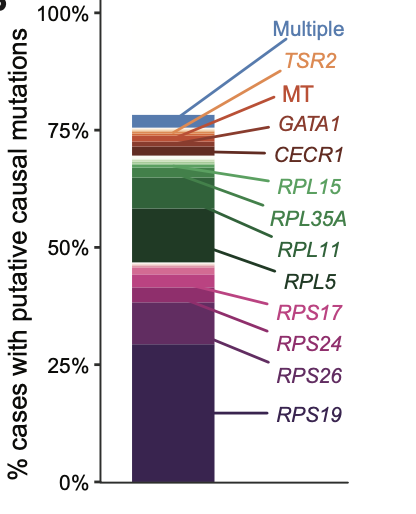 % cases with putative causal mutations
100%
75%
50%
25%
0%
Multiple
TSR2
MT
GATA1
CECR1
RPL15
RPL35A
RPL11
RPL5
RPS17
RPS24
RPS26
RPS19